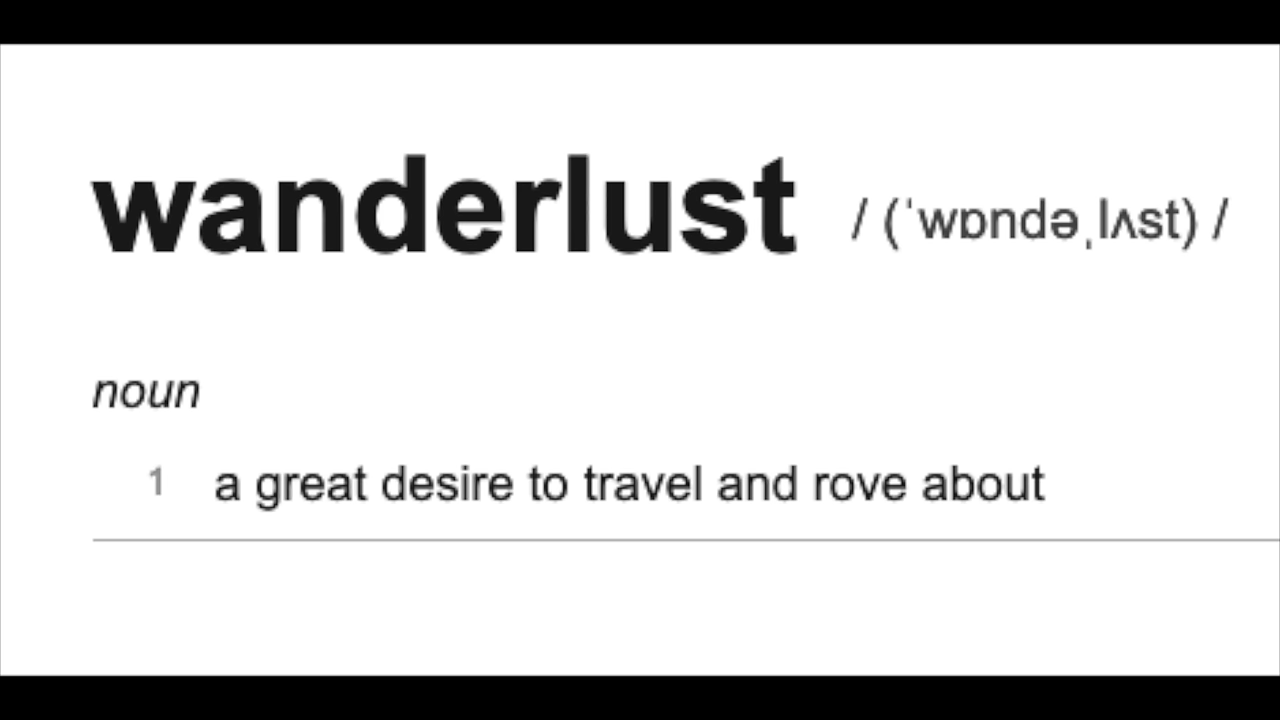 wanderlust / (ˈwɒndəˌlʌst) /
noun
1 a great desire to travel and rove about